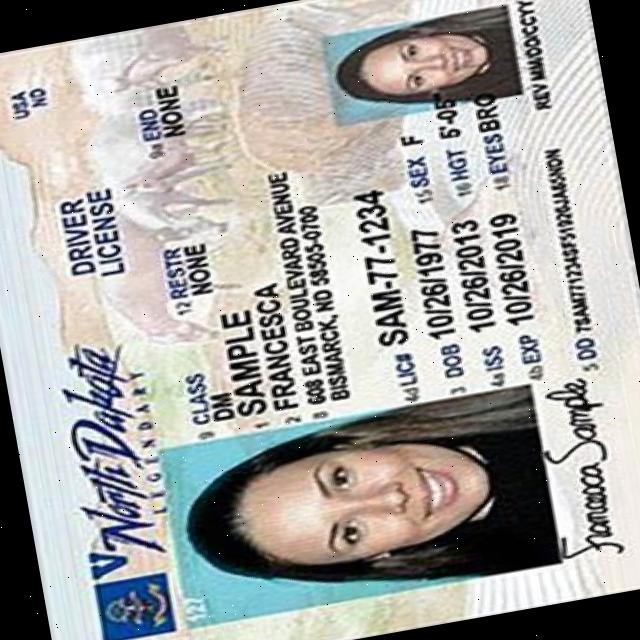 North Dakota
LEGENDARY
DRIVER
LICENSE
USA
ND
9 CLASS
DM
12 RESTR
NONE
9a END
NONE
1 SAMPLE
2 FRANCESCA
8 608 EAST BOULEVARD AVENUE
BISMARCK, ND 58505-0700
4d LIC# SAM-77-1234
3 DOB 10/26/1977
15 SEX F
4a ISS 10/26/2013
16 HGT 5'-05"
4b EXP 10/26/2019
18 EYES BRO
5 DD
REV MM/DD/CCYY
Francesca Sample